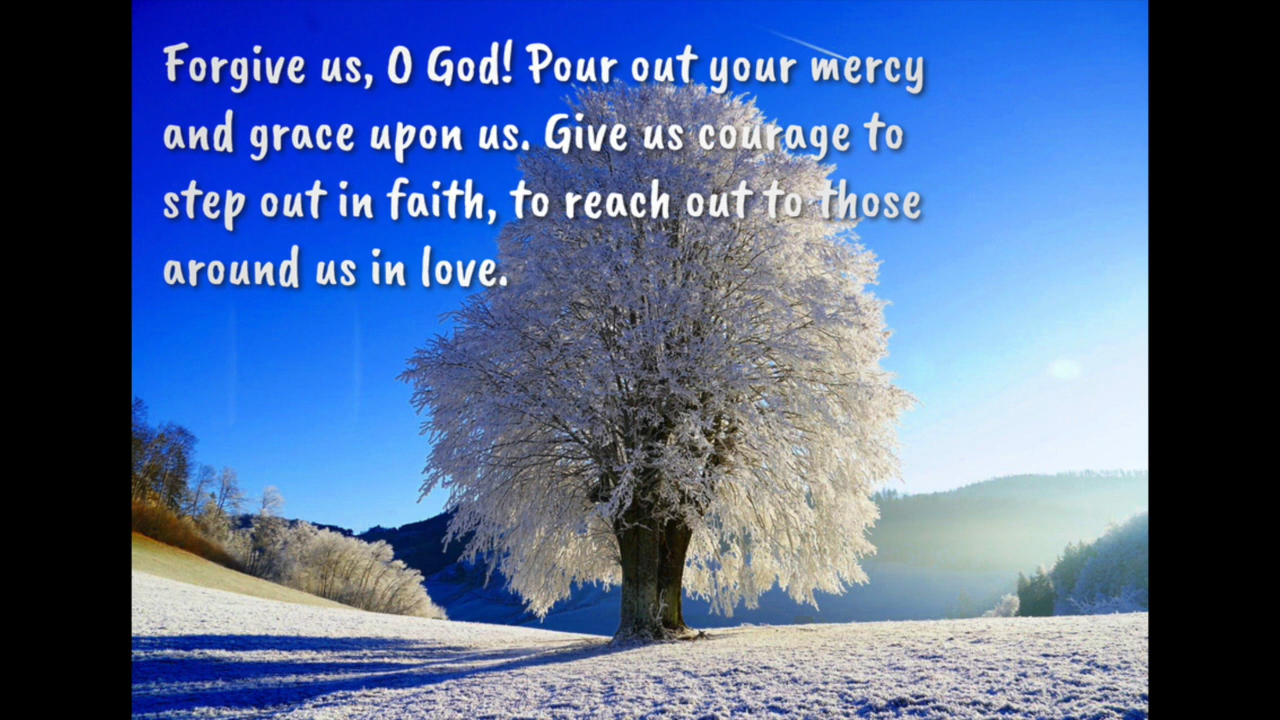 Forgive us, O God! Pour out your mercy
and grace upon us. Give us courage to
step out in faith, to reach out to those
around us in love.